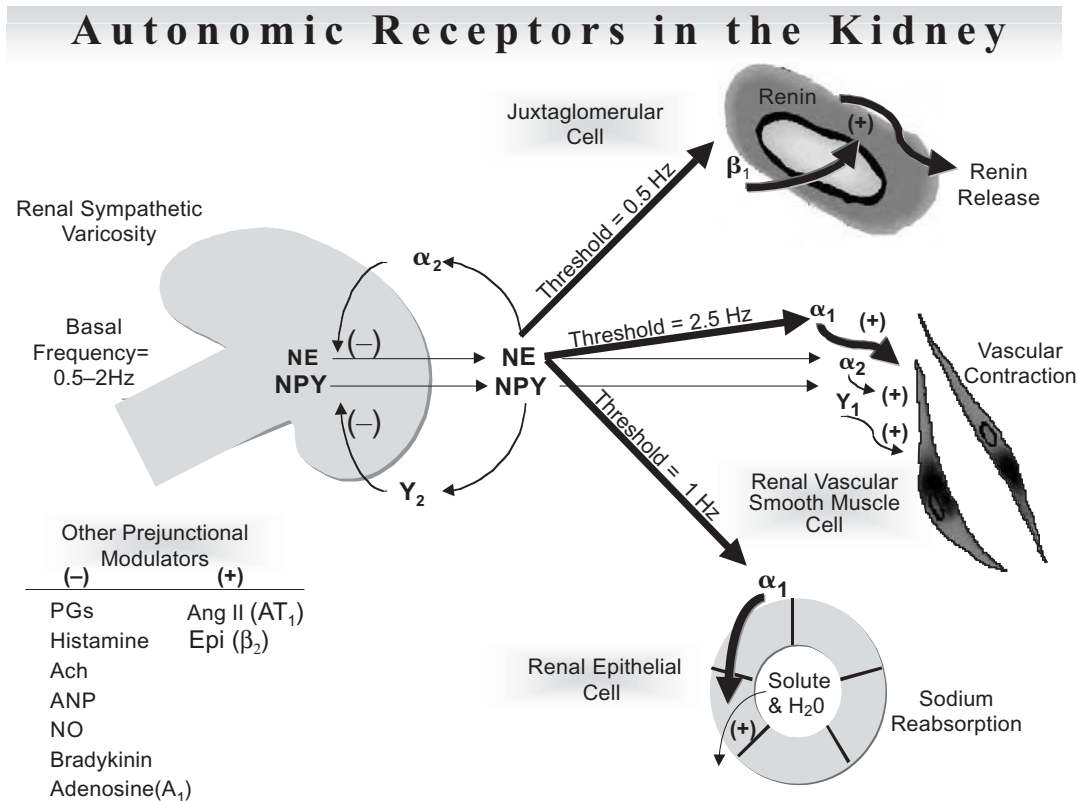 Autonomic Receptors in the Kidney
Juxtaglomerular
Cell
Renin
(+)
β1
Renin
Release
Threshold = 0.5 Hz
Renal Sympathetic
Varicosity
α2
Basal
Frequency=
0.5–2Hz
(–)
NE
NPY
(–)
NE
NPY
Y2
Threshold = 2.5 Hz
α1
(+)
α2
(+)
Y1
(+)
Vascular
Contraction
Threshold = 1 Hz
Renal Vascular
Smooth Muscle
Cell
Other Prejunctional
Modulators
(–) (+)
PGs Ang II (AT1)
Histamine Epi (β2)
Ach
ANP
NO
Bradykinin
Adenosine(A1)
α1
Renal Epithelial
Cell
Solute
& H20
(+)
Sodium
Reabsorption